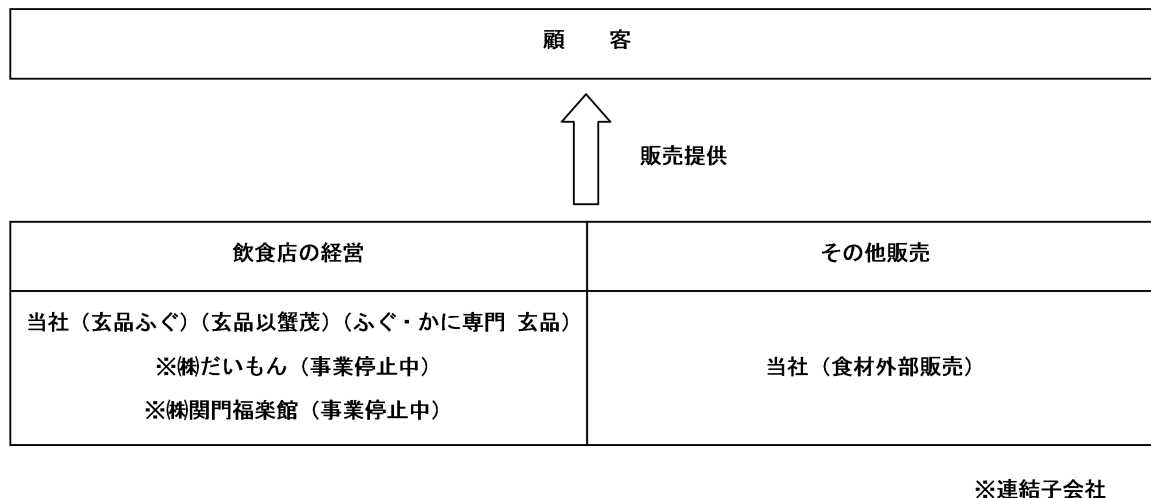 顧　　客
販売提供
飲食店の経営
その他販売
当社（玄品ふぐ）（玄品以蟹茂）（ふぐ・かに専門 玄品）
※㈱だいもん（事業停止中）
※㈱関門福楽館（事業停止中）
当社（食材外部販売）
※連結子会社